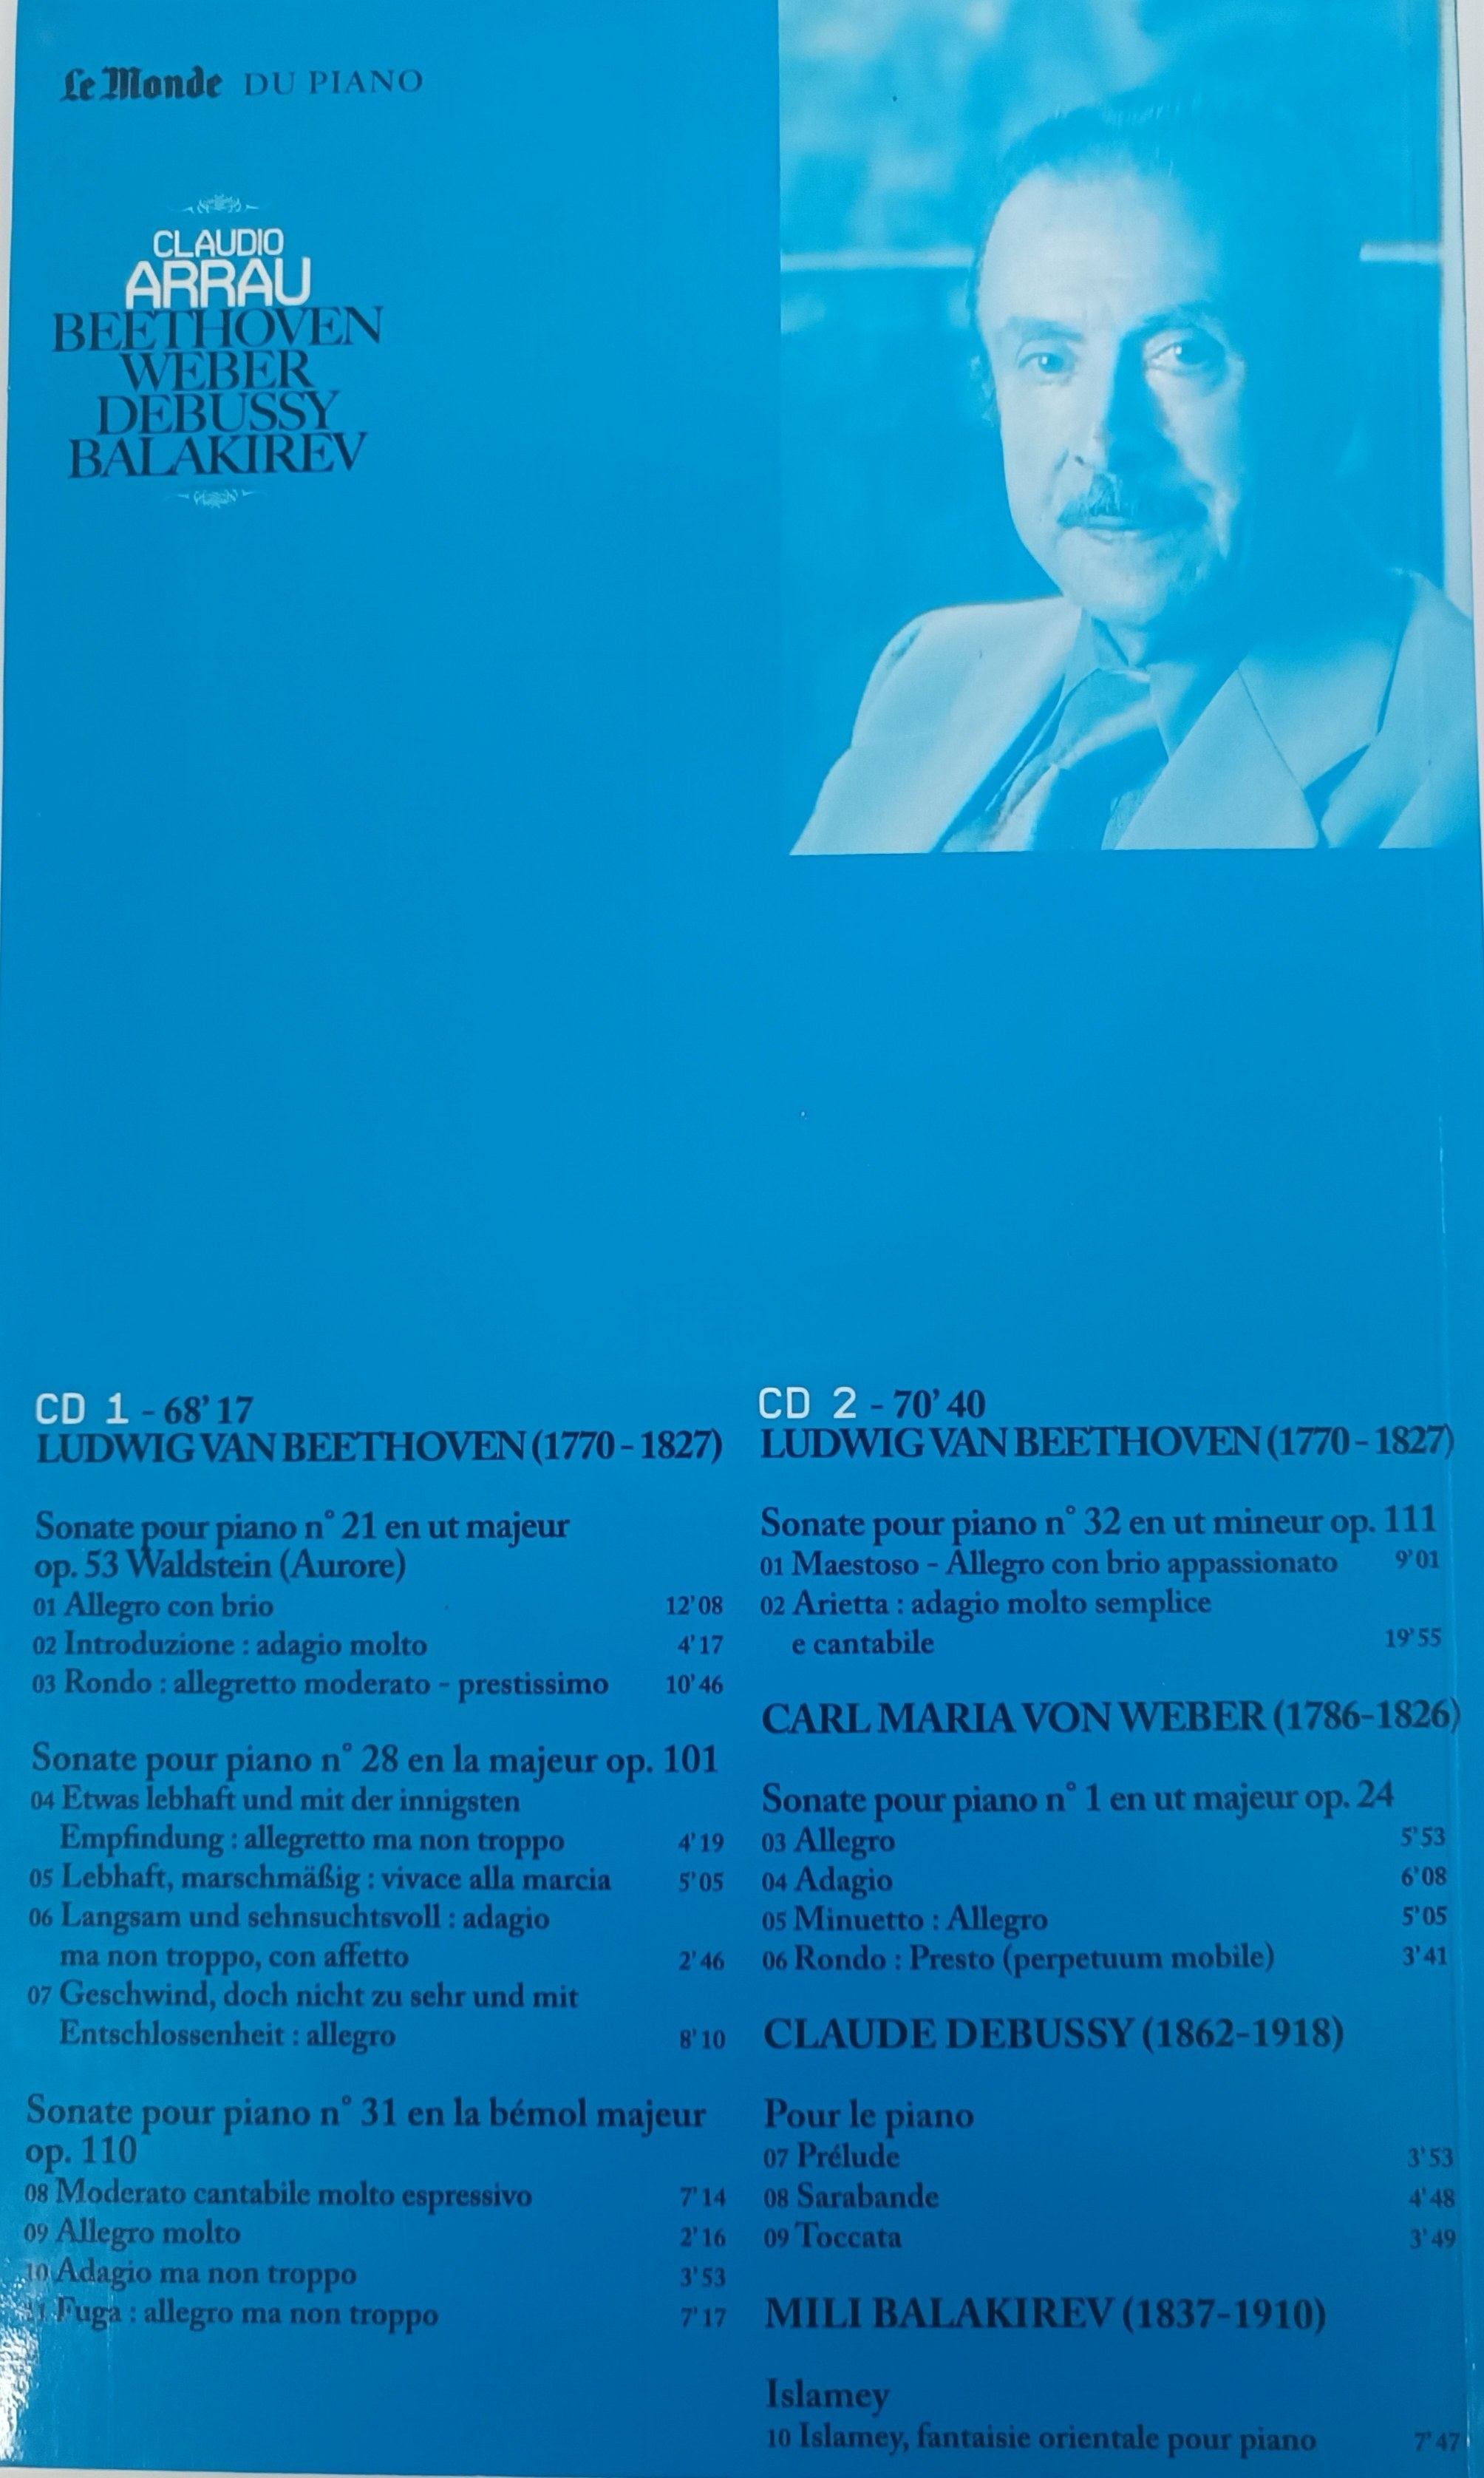 Le Monde DU PIANO
CLAUDIO
ARRAU
BEETHOVEN
WEBER
DEBUSSY
BALAKIREV
CD 1 - 68'17
LUDWIG VAN BEETHOVEN (1770 - 1827)
Sonate pour piano n° 21 en ut majeur
op. 53 Waldstein (Aurore)
01 Allegro con brio 12'08
02 Introduzione : adagio molto 4'17
03 Rondo : allegretto moderato - prestissimo 10'46
Sonate pour piano n° 28 en la majeur op. 101
04 Etwas lebhaft und mit der innigsten
Empfindung : allegretto ma non troppo 4'19
05 Lebhaft, marschmäßig : vivace alla marcia 5'05
06 Langsam und sehnsuchtsvoll : adagio
ma non troppo, con affetto 2'46
07 Geschwind, doch nicht zu sehr und mit
Entschlossenheit : allegro 8'10
Sonate pour piano n° 31 en la bémol majeur
op. 110
08 Moderato cantabile molto espressivo 7'14
09 Allegro molto 2'16
10 Adagio ma non troppo 3'53
11 Fuga : allegro ma non troppo 7'17
CD 2 - 70'40
LUDWIG VAN BEETHOVEN (1770 - 1827)
Sonate pour piano n° 32 en ut mineur op. 111
01 Maestoso - Allegro con brio appassionato 9'01
02 Arietta : adagio molto semplice
e cantabile 19'55
CARL MARIA VON WEBER (1786-1826)
Sonate pour piano n° 1 en ut majeur op. 24
03 Allegro 5'53
04 Adagio 6'08
05 Minuetto : Allegro 5'05
06 Rondo : Presto (perpetuum mobile) 3'41
CLAUDE DEBUSSY (1862-1918)
Pour le piano
07 Prélude 3'53
08 Sarabande 4'48
09 Toccata 3'49
MILI BALAKIREV (1837-1910)
Islamey
10 Islamey, fantaisie orientale pour piano 7'47